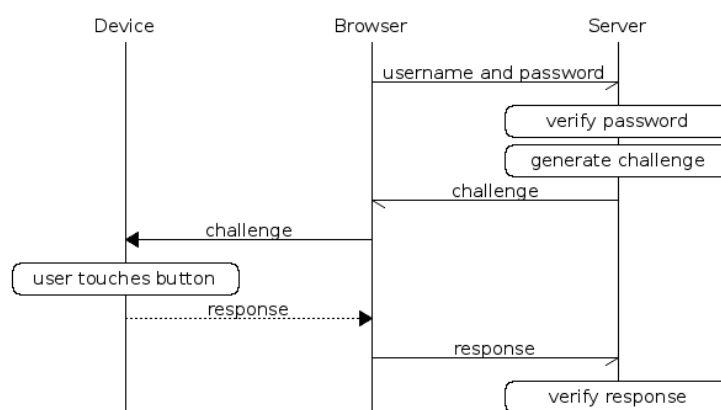 Device Browser Server
username and password
verify password
generate challenge
challenge
challenge
user touches button
response
response
verify response